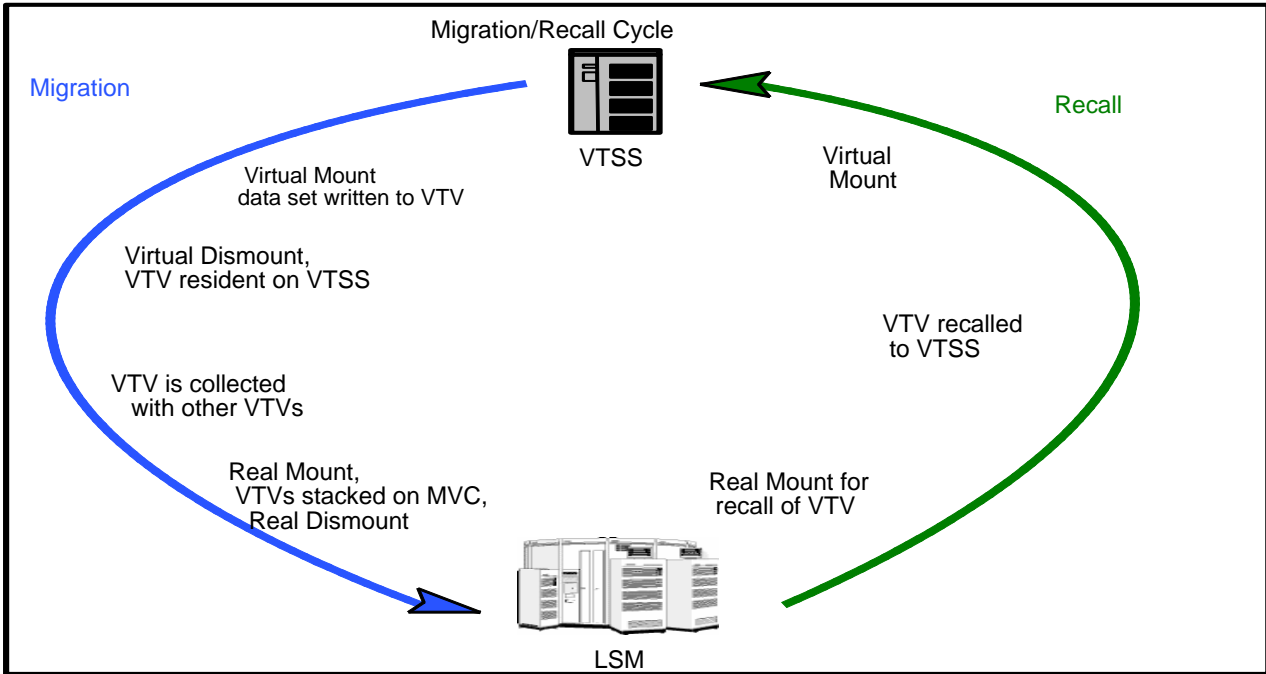 Migration/Recall Cycle
Migration
Recall
VTSS
Virtual Mount
data set written to VTV
Virtual
Mount
Virtual Dismount,
VTV resident on VTSS
VTV recalled
to VTSS
VTV is collected
with other VTVs
Real Mount,
VTVs stacked on MVC,
Real Dismount
Real Mount for
recall of VTV
LSM